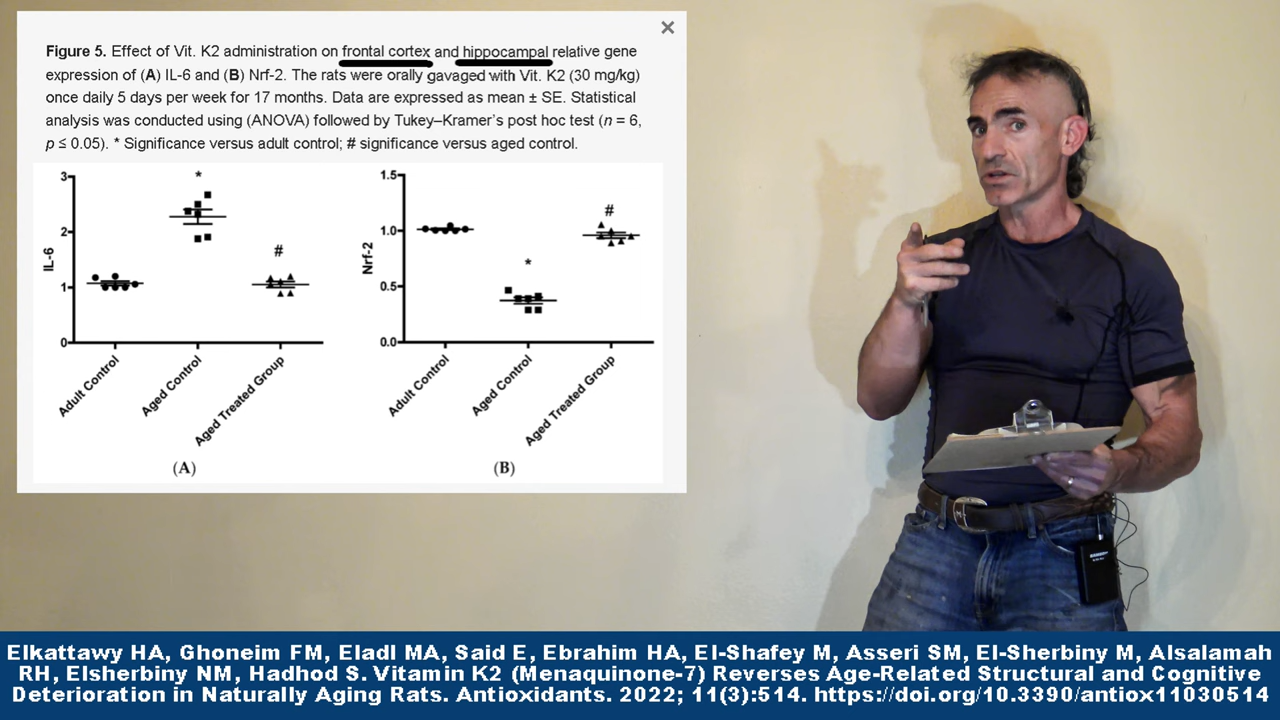 Figure 5. Effect of Vit. K2 administration on frontal cortex and hippocampal relative gene
expression of (A) IL-6 and (B) Nrf-2. The rats were orally gavaged with Vit. K2 (30 mg/kg)
once daily 5 days per week for 17 months. Data are expressed as mean ± SE. Statistical
analysis was conducted using (ANOVA) followed by Tukey–Kramer's post hoc test (n = 6,
p ≤ 0.05). * Significance versus adult control; # significance versus aged control.
IL-6
3
2
1
0
*
#
Adult Control
Aged Control
Aged Treated Group
(A)
Nrf-2
1.5
1.0
0.5
0.0
*
#
Adult Control
Aged Control
Aged Treated Group
(B)
SAMSUNG
Elkattawy HA, Ghoneim FM, Eladl MA, Said E, Ebrahim HA, El-Shafey M, Asseri SM, El-Sherbiny M, Alsalamah
RH, Elsherbiny NM, Hadhod S. Vitamin K2 (Menaquinone-7) Reverses Age-Related Structural and Cognitive
Deterioration in Naturally Aging Rats. Antioxidants. 2022; 11(3):514. https://doi.org/10.3390/antiox11030514